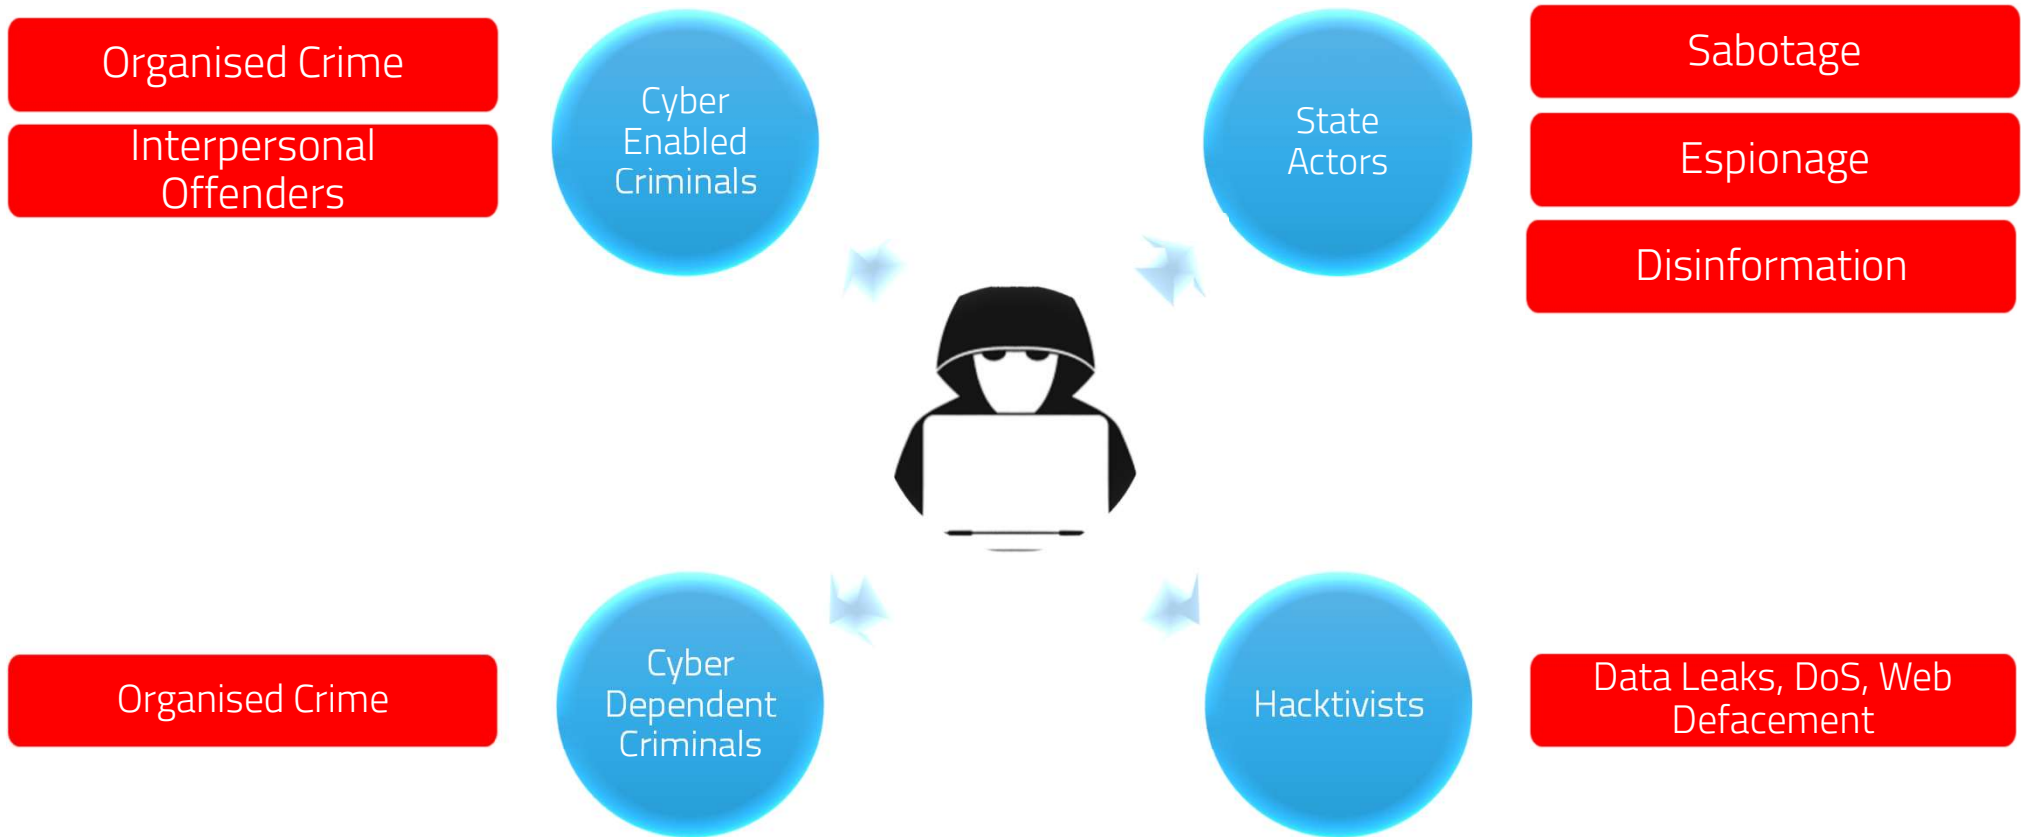 Organised Crime
Interpersonal
Offenders
Cyber
Enabled
Criminals
State
Actors
Sabotage
Espionage
Disinformation
Organised Crime
Cyber
Dependent
Criminals
Hacktivists
Data Leaks, DoS, Web
Defacement